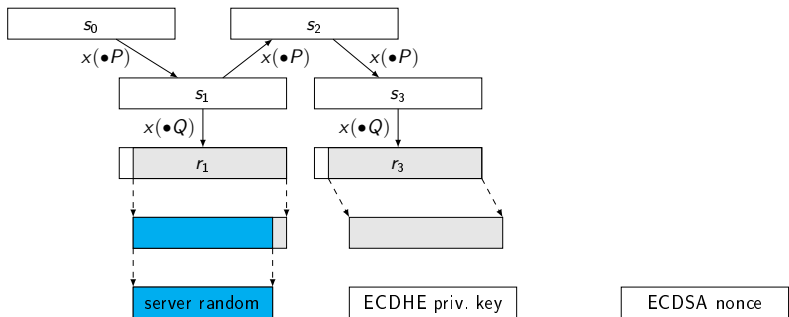 s₀ s₂
x(•P) x(•P) x(•P)
s₁ s₃
x(•Q) x(•Q)
r₁ r₃
server random ECDHE priv. key ECDSA nonce